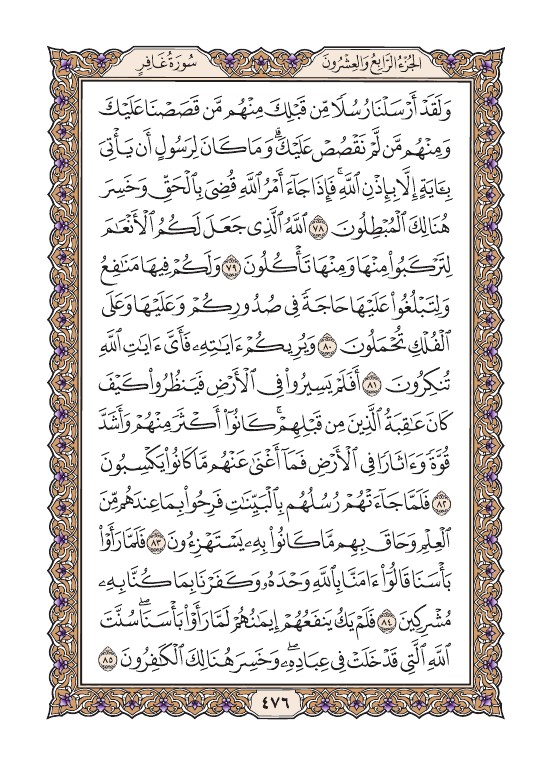 الجُزْءُ الرَّابِعُ وَالعِشْرُونَ
سُورَةُ غَافِرٍ
وَلَقَدۡ أَرۡسَلۡنَا رُسُلٗا مِّن قَبۡلِكَ مِنۡهُم مَّن قَصَصۡنَا عَلَيۡكَ
وَمِنۡهُم مَّن لَّمۡ نَقۡصُصۡ عَلَيۡكَۗ وَمَا كَانَ لِرَسُولٍ أَن يَأۡتِيَ
بِـَٔايَةٍ إِلَّا بِإِذۡنِ ٱللَّهِۚ فَإِذَا جَآءَ أَمۡرُ ٱللَّهِ قُضِيَ بِٱلۡحَقِّ وَخَسِرَ
هُنَالِكَ ٱلۡمُبۡطِلُونَ ٧٨ ٱللَّهُ ٱلَّذِي جَعَلَ لَكُمُ ٱلۡأَنۡعَٰمَ
لِتَرۡكَبُواْ مِنۡهَا وَمِنۡهَا تَأۡكُلُونَ ٧٩ وَلَكُمۡ فِيهَا مَنَٰفِعُ
وَلِتَبۡلُغُواْ عَلَيۡهَا حَاجَةٗ فِي صُدُورِكُمۡ وَعَلَيۡهَا وَعَلَى
ٱلۡفُلۡكِ تُحۡمَلُونَ ٨٠ وَيُرِيكُمۡ ءَايَٰتِهِۦ فَأَيَّ ءَايَٰتِ ٱللَّهِ
تُنكِرُونَ ٨١ أَفَلَمۡ يَسِيرُواْ فِي ٱلۡأَرۡضِ فَيَنظُرُواْ كَيۡفَ
كَانَ عَٰقِبَةُ ٱلَّذِينَ مِن قَبۡلِهِمۡۚ كَانُوٓاْ أَكۡثَرَ مِنۡهُمۡ وَأَشَدَّ
قُوَّةٗ وَءَاثَارٗا فِي ٱلۡأَرۡضِ فَمَآ أَغۡنَىٰ عَنۡهُم مَّا كَانُواْ يَكۡسِبُونَ
٨٢ فَلَمَّا جَآءَتۡهُمۡ رُسُلُهُم بِٱلۡبَيِّنَٰتِ فَرِحُواْ بِمَا عِندَهُم مِّنَ
ٱلۡعِلۡمِ وَحَاقَ بِهِم مَّا كَانُواْ بِهِۦ يَسۡتَهۡزِءُونَ ٨٣ فَلَمَّا رَأَوۡاْ
بَأۡسَنَا قَالُوٓاْ ءَامَنَّا بِٱللَّهِ وَحۡدَهُۥ وَكَفَرۡنَا بِمَا كُنَّا بِهِۦ
مُشۡرِكِينَ ٨٤ فَلَمۡ يَكُ يَنفَعُهُمۡ إِيمَٰنُهُمۡ لَمَّا رَأَوۡاْ بَأۡسَنَاۖ سُنَّتَ
ٱللَّهِ ٱلَّتِي قَدۡ خَلَتۡ فِي عِبَادِهِۦۖ وَخَسِرَ هُنَالِكَ ٱلۡكَٰفِرُونَ ٨٥
٤٧٦